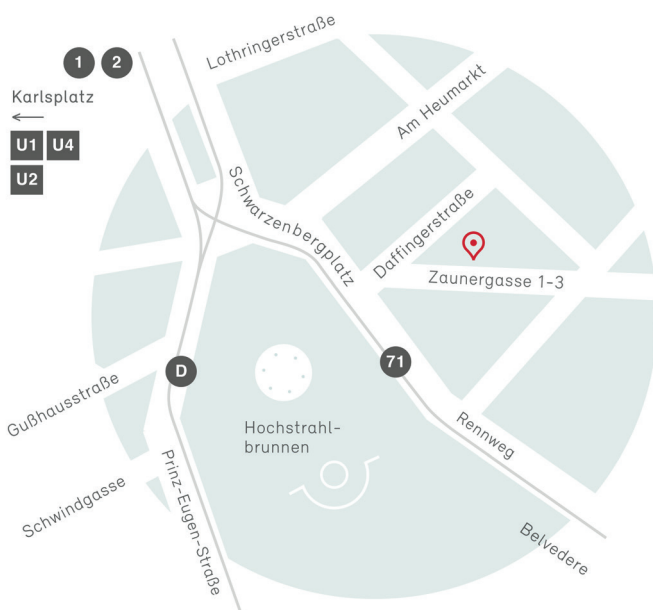 Lothringerstraße
1 2
Karlsplatz
←
U1 U4
U2
Am Heumarkt
Schwarzenbergplatz
Daffingerstraße
Zaunergasse 1-3
71
D
Gußhausstraße
Hochstrahl-
brunnen
Rennweg
Schwindgasse
Prinz-Eugen-Straße
Belvedere